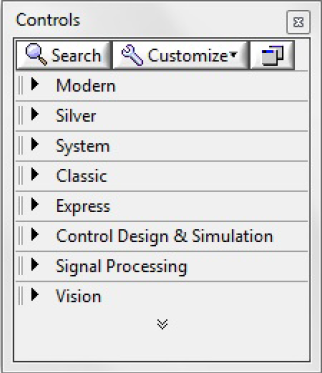 Controls
Search Customize
Modern
Silver
System
Classic
Express
Control Design & Simulation
Signal Processing
Vision